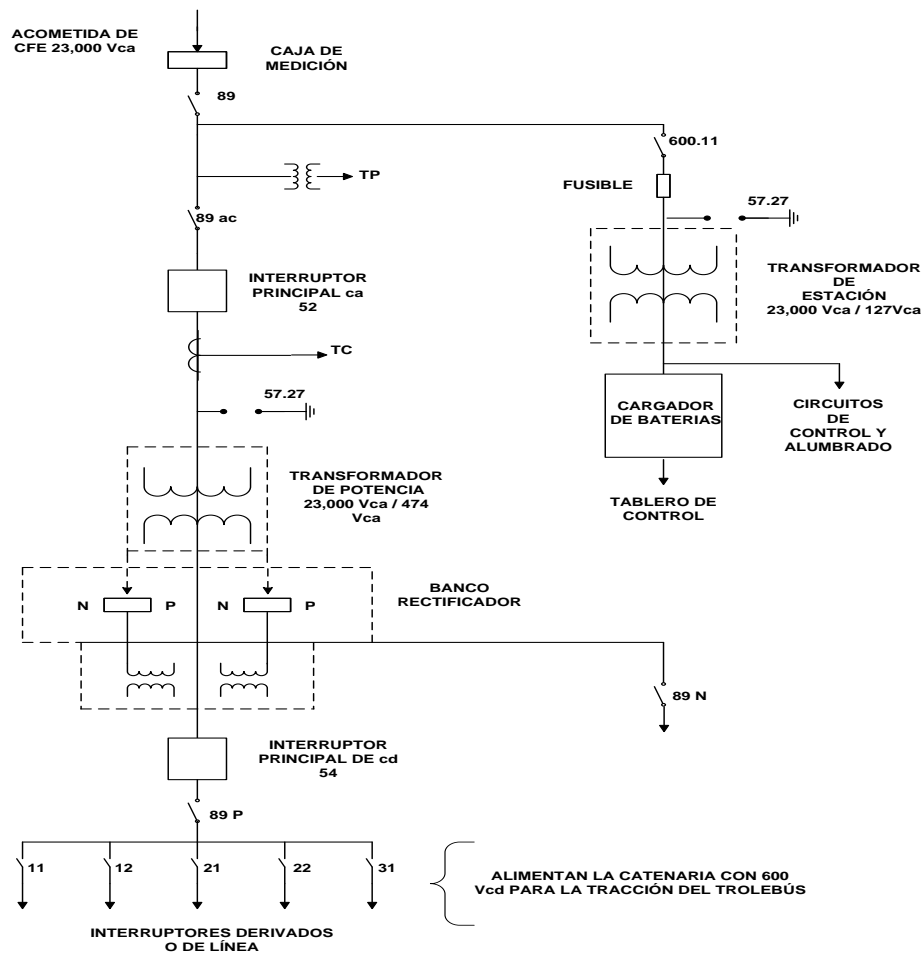 ACOMETIDA DE
CFE 23,000 Vca
CAJA DE
MEDICIÓN
89
600.11
TP
FUSIBLE
57.27
89 ac
INTERRUPTOR
PRINCIPAL ca
52
TRANSFORMADOR
DE
ESTACIÓN
23,000 Vca / 127Vca
TC
57.27
CARGADOR
DE BATERIAS
CIRCUITOS
DE
CONTROL Y
ALUMBRADO
TRANSFORMADOR
DE POTENCIA
23,000 Vca / 474
Vca
TABLERO DE
CONTROL
BANCO
RECTIFICADOR
N P N P
89 N
INTERRUPTOR
PRINCIPAL DE cd
54
89 P
11 12 21 22 31
ALIMENTAN LA CATENARIA CON 600
Vcd PARA LA TRACCIÓN DEL TROLEBÚS
INTERRUPTORES DERIVADOS
O DE LÍNEA